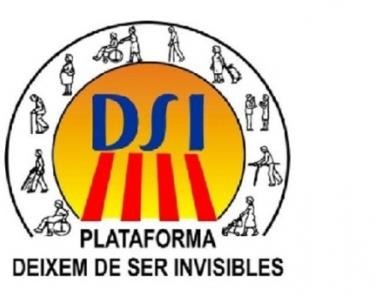 DSI
PLATAFORMA
DEIXEM DE SER INVISIBLES